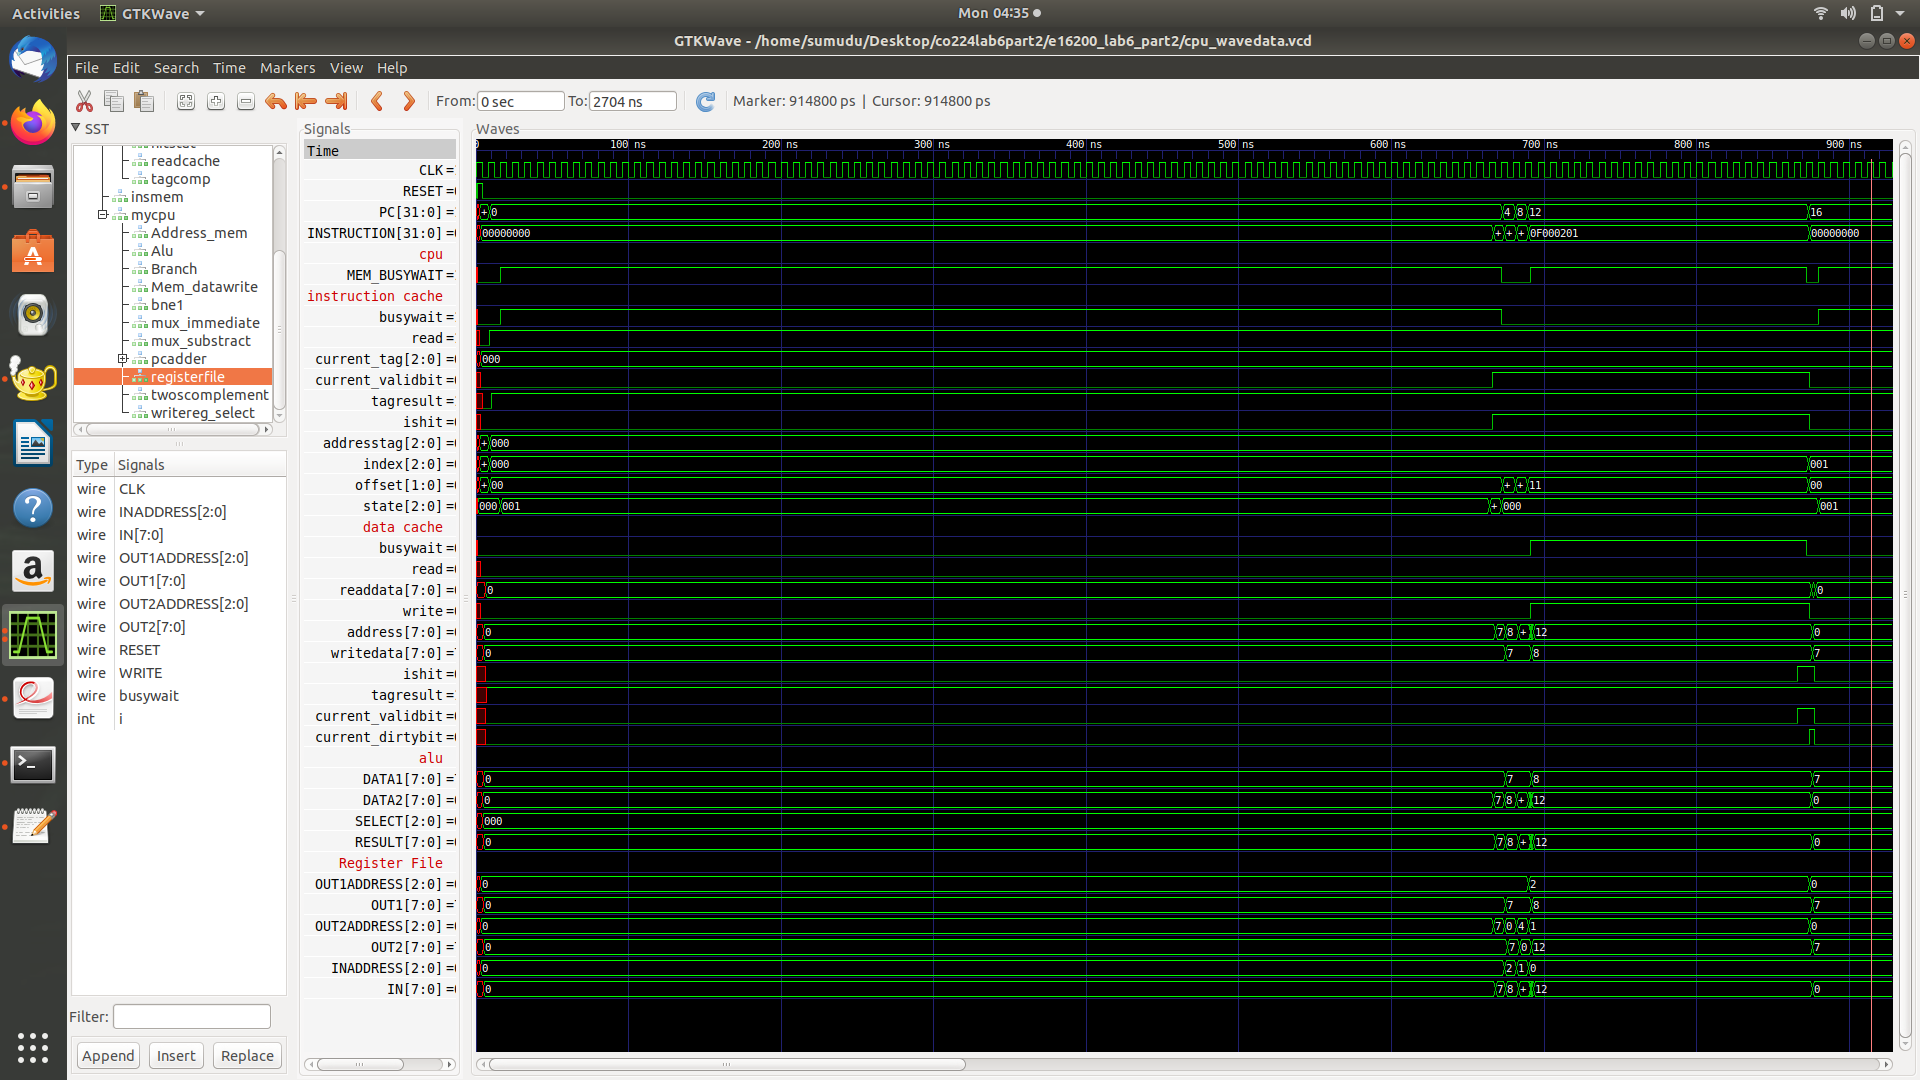 Activities GTKWave Mon 04:35
GTKWave - /home/sumudu/Desktop/co224lab6part2/e16200_lab6_part2/cpu_wavedata.vcd
File Edit Search Time Markers View Help
From: 0 sec To: 2704 ns Marker: 914800 ps | Cursor: 914800 ps
SST
readcache
tagcomp
insmem
mycpu
Address_mem
Alu
Branch
Mem_datawrite
bne1
mux_immediate
mux_substract
pcadder
registerfile
twoscomplement
writereg_select
Type Signals
wire CLK
wire INADDRESS[2:0]
wire IN[7:0]
wire OUT1ADDRESS[2:0]
wire OUT1[7:0]
wire OUT2ADDRESS[2:0]
wire OUT2[7:0]
wire RESET
wire WRITE
wire busywait
int i
Filter:
Append Insert Replace
Signals Waves
Time 0 100 ns 200 ns 300 ns 400 ns 500 ns 600 ns 700 ns 800 ns 900 ns
CLK =
RESET =
PC[31:0] = + 0 4 8 12 16
INSTRUCTION[31:0] = 00000000 + + + 0F000201 00000000
cpu
MEM_BUSYWAIT =
instruction cache
busywait =
read =
current_tag[2:0] = 000
current_validbit =
tagresult =
ishit =
addresstag[2:0] = + 000
index[2:0] = + 000 001
offset[1:0] = + 00 + + 11 00
state[2:0] = 000 001 + 000 001
data cache
busywait =
read =
readdata[7:0] = 0 0
write =
address[7:0] = 0 7 8 + 12 0
writedata[7:0] = 0 7 8 7
ishit =
tagresult =
current_validbit =
current_dirtybit =
alu
DATA1[7:0] = 0 7 8 7
DATA2[7:0] = 0 7 8 + 12 0
SELECT[2:0] = 000
RESULT[7:0] = 0 7 8 + 12 0
Register File
OUT1ADDRESS[2:0] = 0 2 0
OUT1[7:0] = 0 7 8 7
OUT2ADDRESS[2:0] = 0 7 0 4 1 0
OUT2[7:0] = 0 7 0 12 7
INADDRESS[2:0] = 0 2 1 0
IN[7:0] = 0 7 8 + 12 0